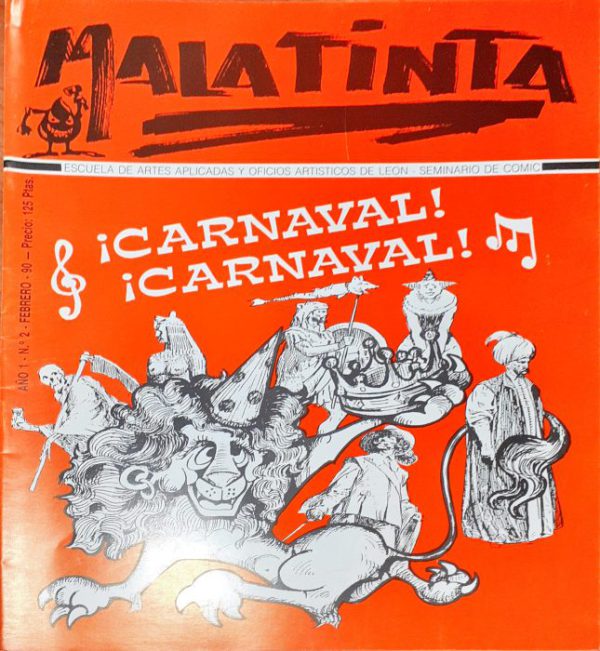 MALATINTA
ESCUELA DE ARTES APLICADAS Y OFICIOS ARTISTICOS DE LEON - SEMINARIO DE COMIC
¡CARNAVAL!
¡CARNAVAL!
AÑO 1 - N.º 2 - FEBRERO - 90 — Precio: 125 Ptas.